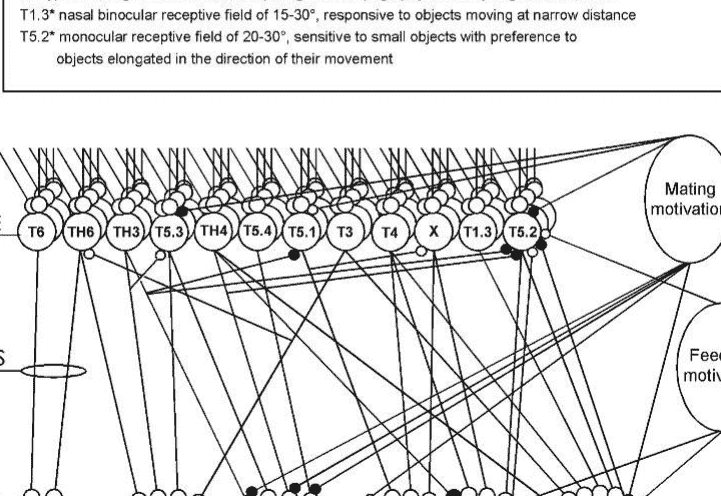 T1.3* nasal binocular receptive field of 15-30°, responsive to objects moving at narrow distance
T5.2* monocular receptive field of 20-30°, sensitive to small objects with preference to
objects elongated in the direction of their movement
Mating
motivation
T6 TH6 TH3 T5.3 TH4 T5.4 T5.1 T3 T4 X T1.3 T5.2
S
Feed
motiv